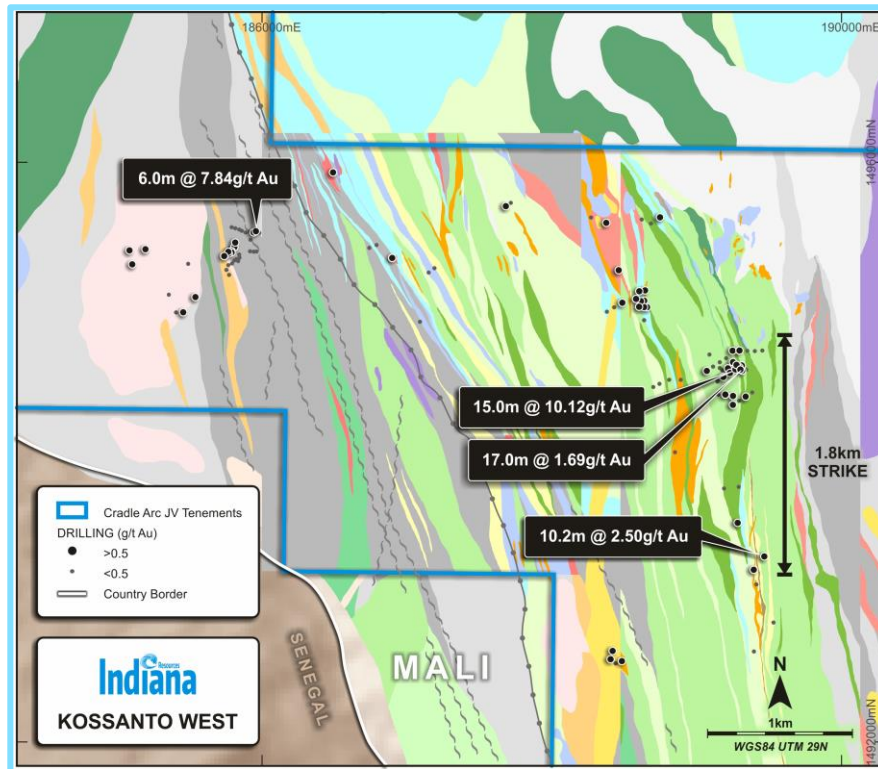 186000mE
190000mE
1496000mN
6.0m @ 7.84g/t Au
15.0m @ 10.12g/t Au
17.0m @ 1.69g/t Au
1.8km
STRIKE
10.2m @ 2.50g/t Au
Cradle Arc JV Tenements
DRILLING (g/t Au)
>0.5
<0.5
Country Border
Indiana
Resources
KOSSANTO WEST
SENEGAL
MALI
N
1km
WGS84 UTM 29N
1492000mN